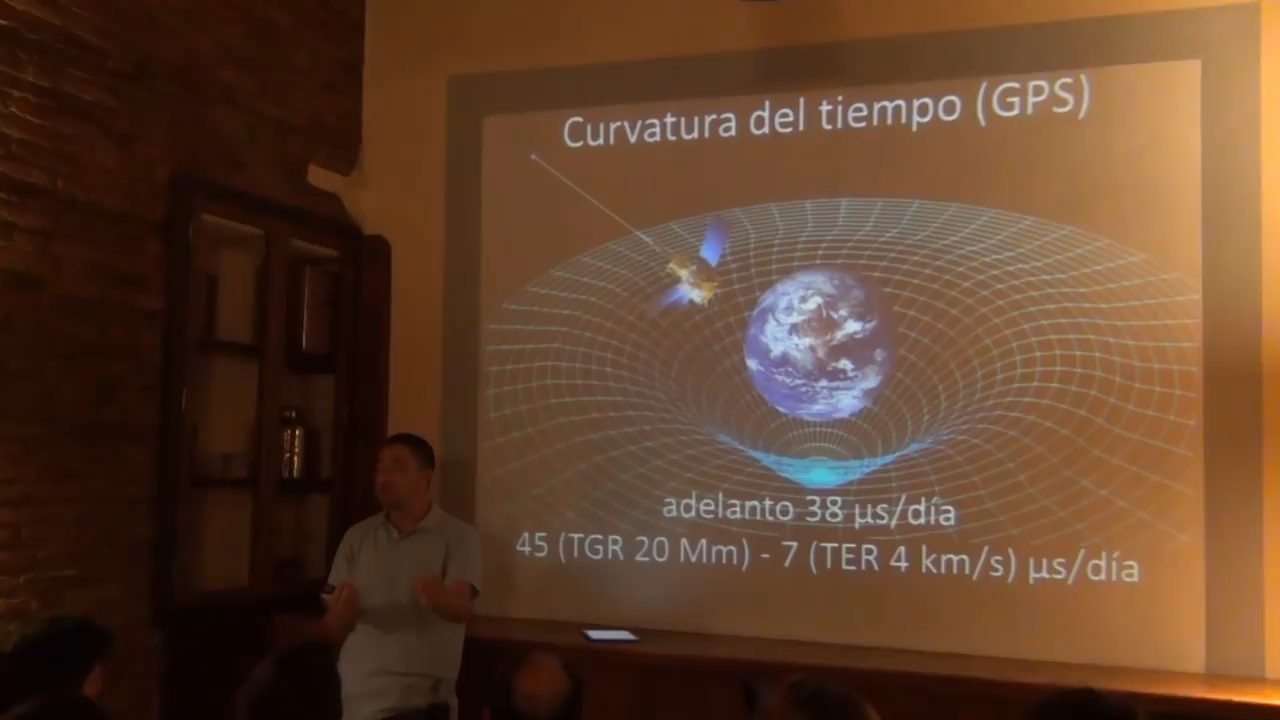 Curvatura del tiempo (GPS)
adelanto 38 µs/día
45 (TGR 20 Mm) - 7 (TER 4 km/s) µs/día